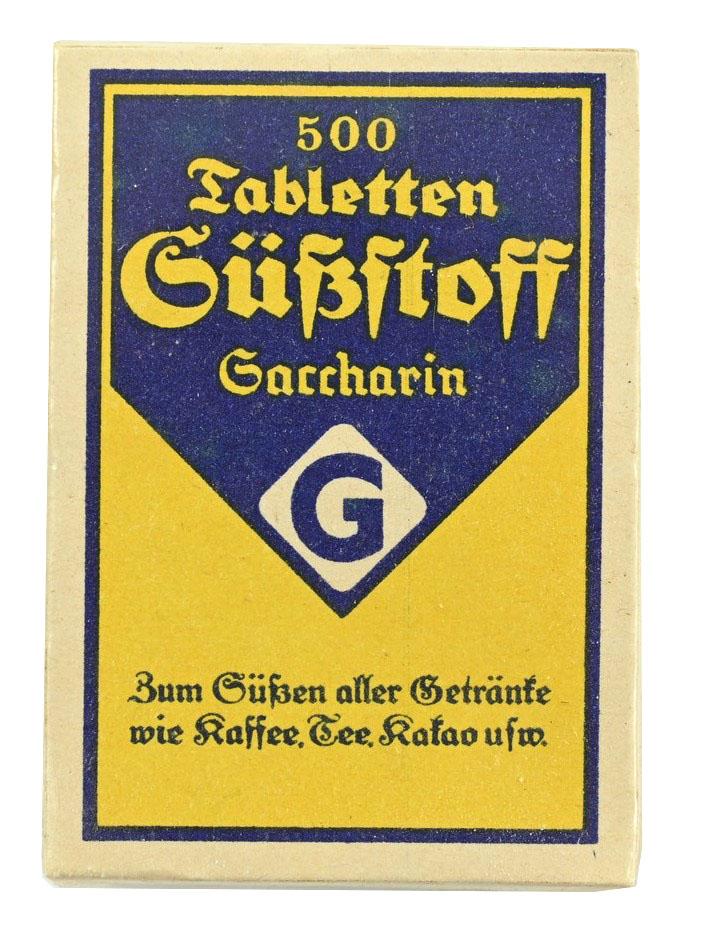 500
Tabletten
Süßstoff
Saccharin
G
Zum Süßen aller Getränke
wie Kaffee, Tee, Kakao usw.